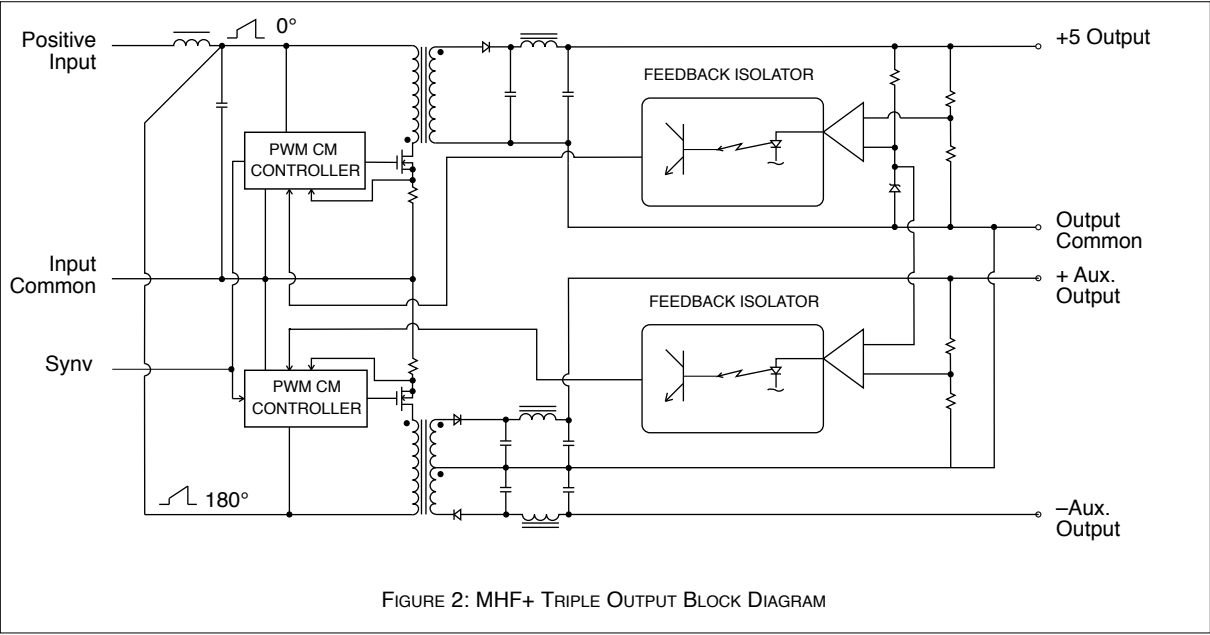 Positive
Input
0°
+5 Output
FEEDBACK ISOLATOR
PWM CM
CONTROLLER
Output
Common
Input
Common
+ Aux.
Output
FEEDBACK ISOLATOR
Synv
PWM CM
CONTROLLER
180°
–Aux.
Output
FIGURE 2: MHF+ TRIPLE OUTPUT BLOCK DIAGRAM